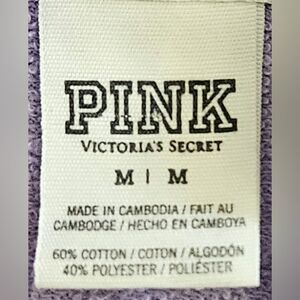 PINK
VICTORIA'S SECRET
M | M
MADE IN CAMBODIA / FAIT AU
CAMBODGE / HECHO EN CAMBOYA
60% COTTON / COTON / ALGODÓN
40% POLYESTER / POLIÉSTER